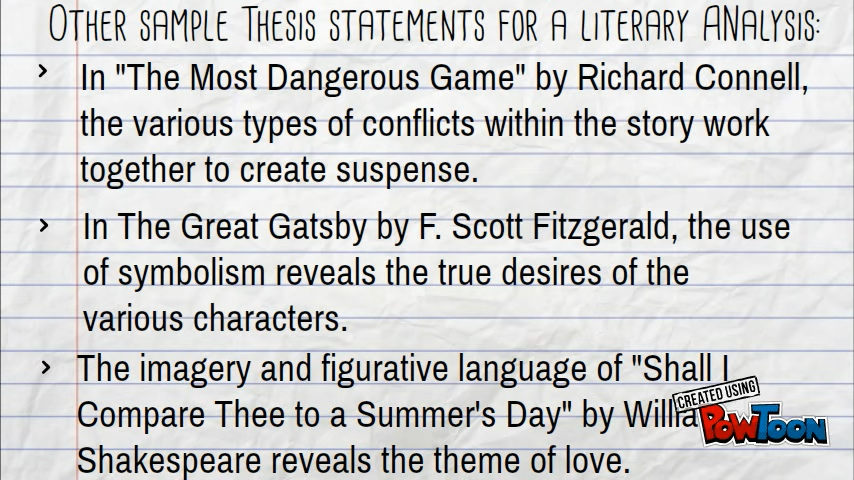 OTHER SAMPLE THESIS STATEMENTS FOR A LITERARY ANALYSIS:
› In "The Most Dangerous Game" by Richard Connell,
the various types of conflicts within the story work
together to create suspense.
› In The Great Gatsby by F. Scott Fitzgerald, the use
of symbolism reveals the true desires of the
various characters.
› The imagery and figurative language of "Shall I
Compare Thee to a Summer's Day" by
Shakespeare reveals the theme of love.
CREATED USING
POWTOON